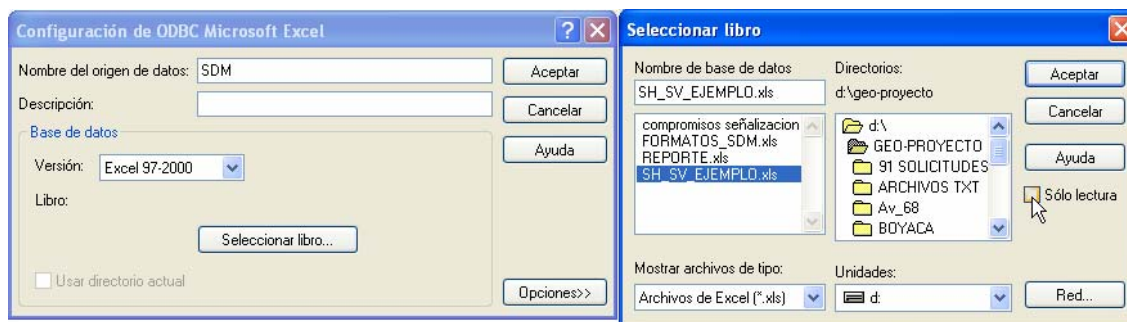 Configuración de ODBC Microsoft Excel
Nombre del origen de datos: SDM
Aceptar
Descripción:
Cancelar
Base de datos
Ayuda
Versión: Excel 97-2000
Libro:
Seleccionar libro...
Usar directorio actual
Opciones>>
Seleccionar libro
Nombre de base de datos
SH_SV_EJEMPLO.xls
compromisos señalizacion
FORMATOS_SDM.xls
REPORTE.xls
SH_SV_EJEMPLO.xls
Mostrar archivos de tipo:
Archivos de Excel (*.xls)
Directorios:
d:\geo-proyecto
d:\
GEO-PROYECTO
91 SOLICITUDES
ARCHIVOS TXT
Av_68
BOYACA
Unidades:
d:
Aceptar
Cancelar
Ayuda
Sólo lectura
Red...